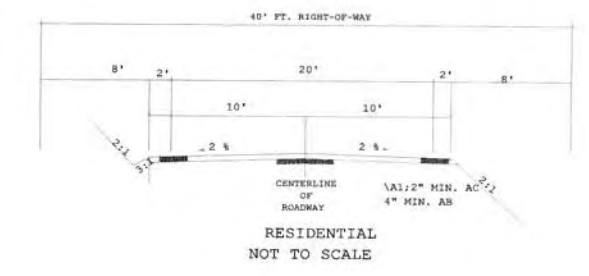 40' FT. RIGHT-OF-WAY
8' 2' 20' 2' 8'
10' 10'
2 % 2 %
2:1
3:1
2:1
CENTERLINE
OF
ROADWAY
\A1;2" MIN. AC
4" MIN. AB
RESIDENTIAL
NOT TO SCALE